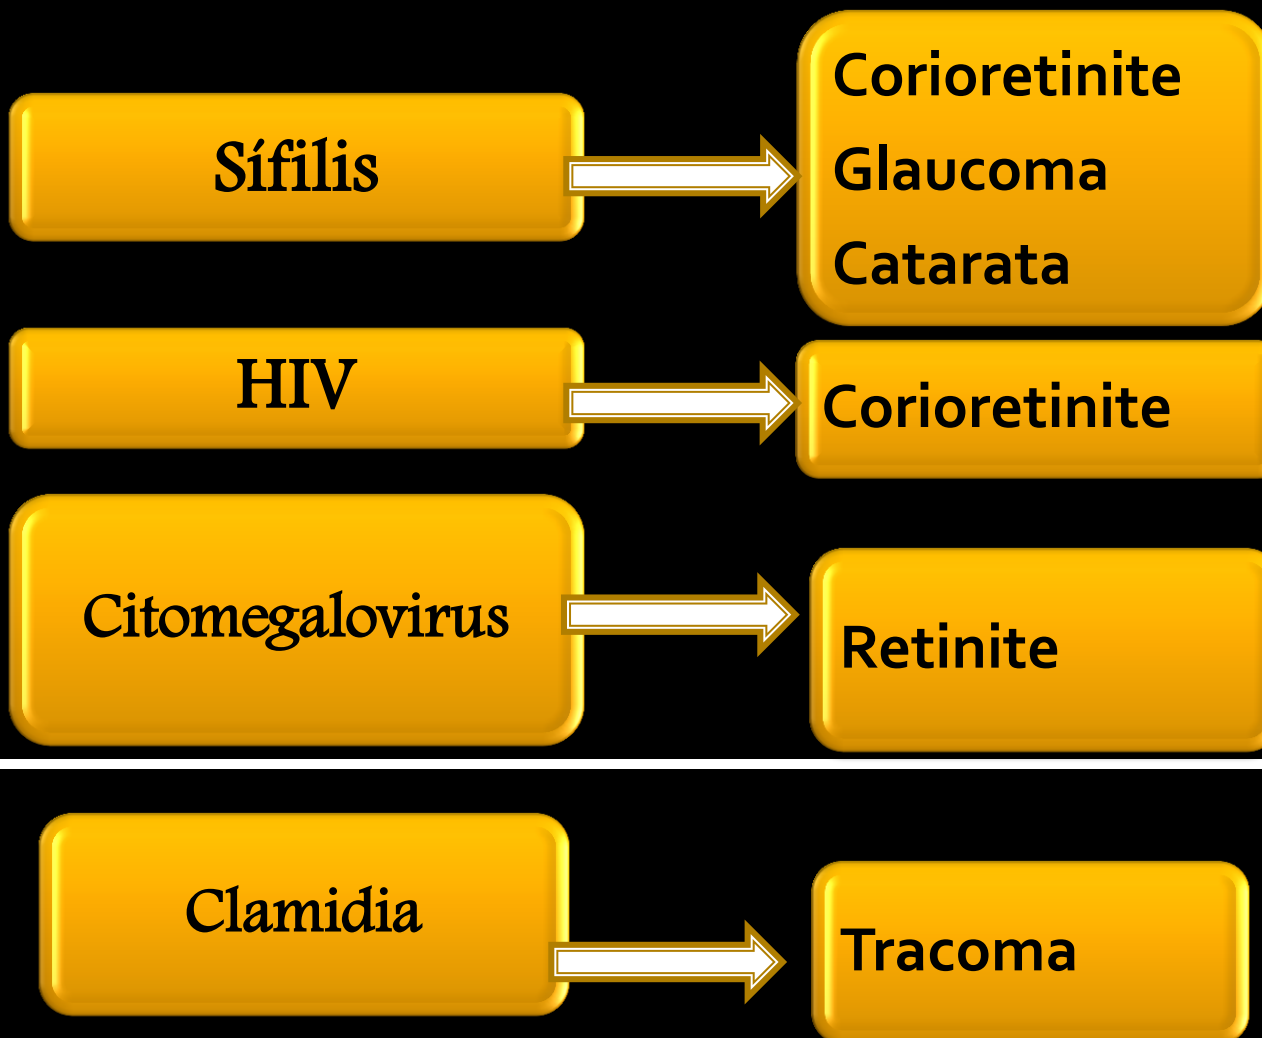 Sífilis
Corioretinite
Glaucoma
Catarata
HIV
Corioretinite
Citomegalovirus
Retinite
Clamidia
Tracoma